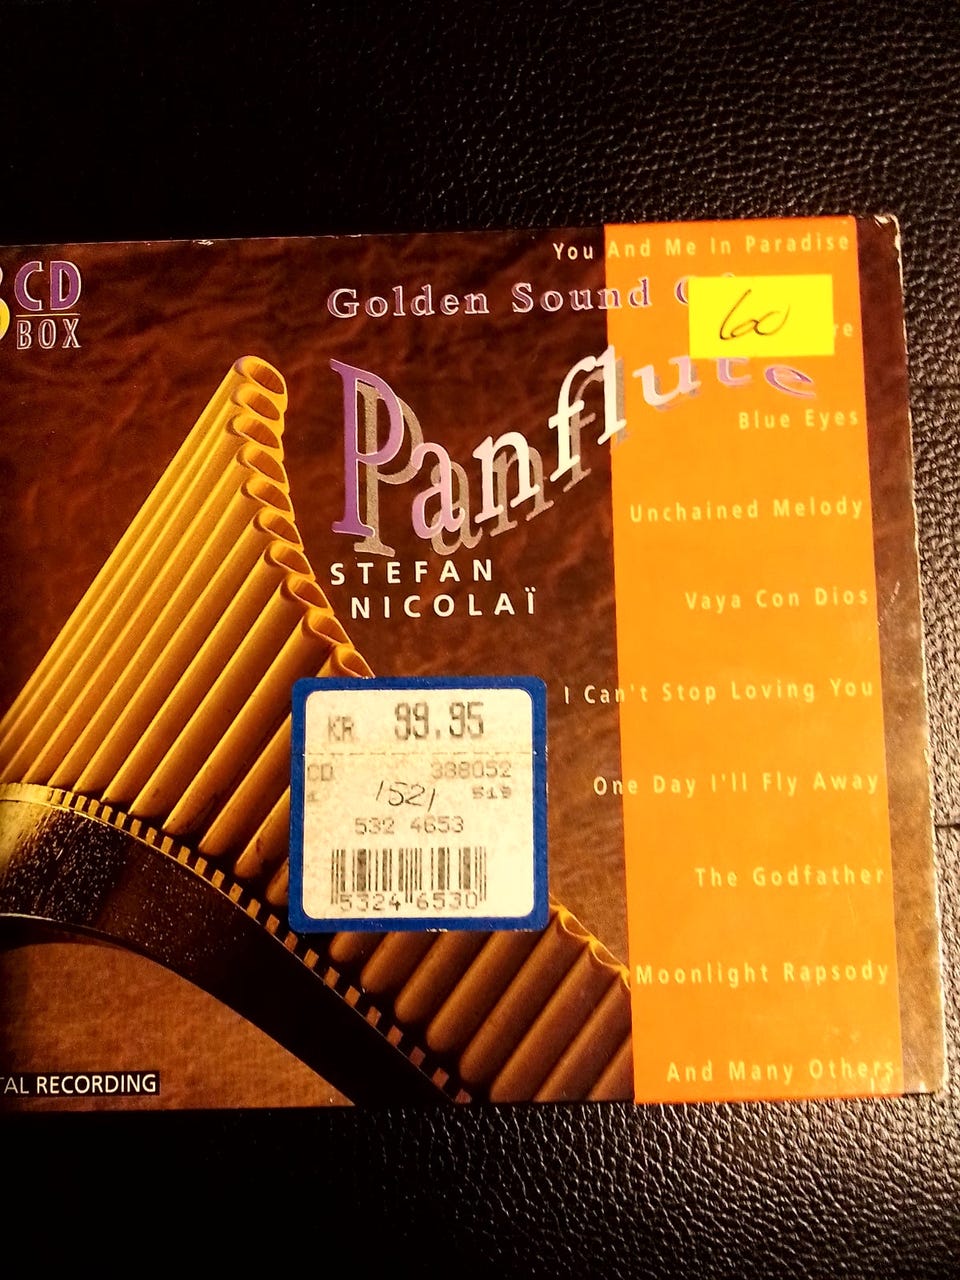 You And Me In Paradise
3 CD
BOX
Golden Sound
60
Panflute
Blue Eyes
Unchained Melody
STEFAN
NICOLAÏ
Vaya Con Dios
I Can't Stop Loving You
KR 99.95
CD 338052
1521 519
532 4653
5324 6530
One Day I'll Fly Away
The Godfather
Moonlight Rapsody
And Many Others
RECORDING